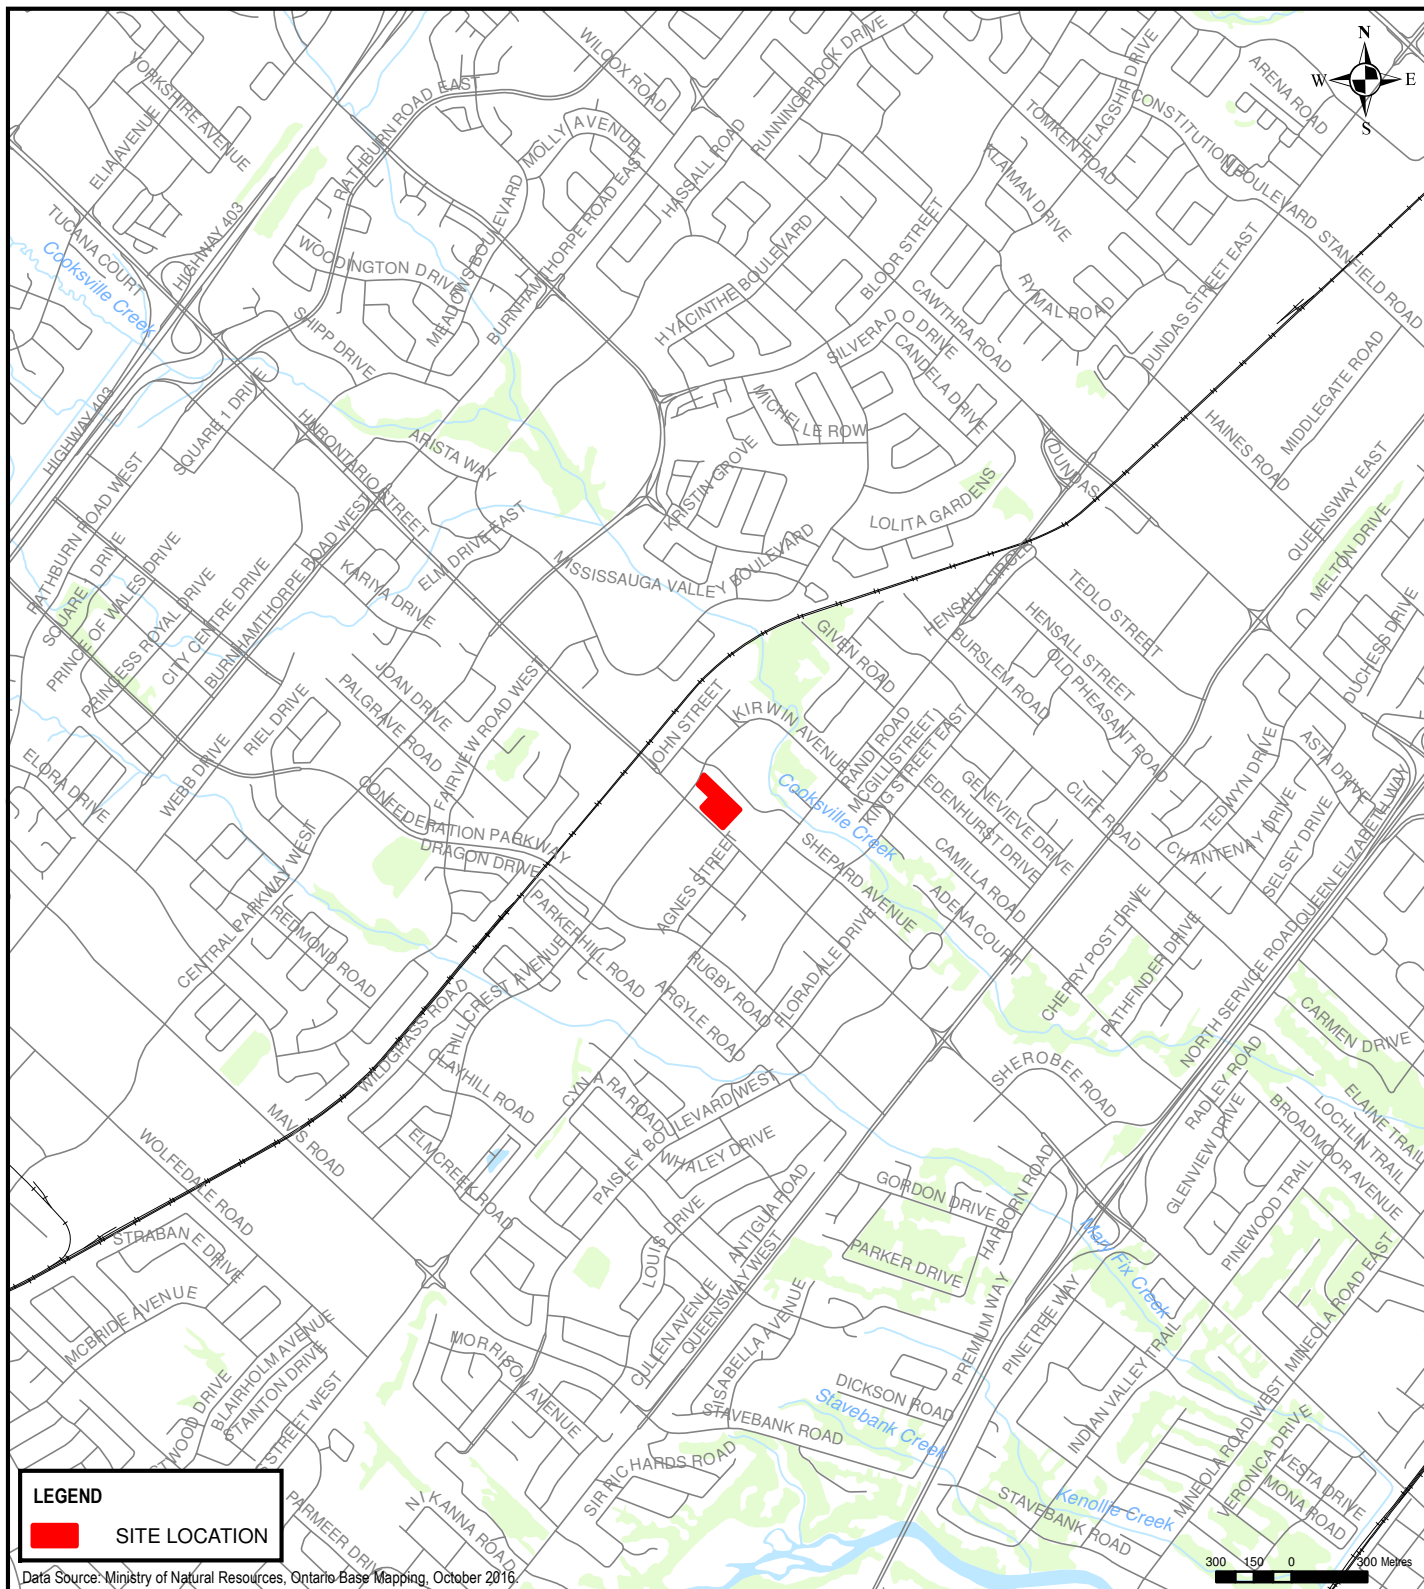 N
W E
S
WILCOX ROAD
RUNNINGBROOK DRIVE
FLAGSHIP DRIVE
ARENA ROAD
YORKSHIRE AVENUE
ELIA AVENUE
RATHBURN ROAD EAST
MOLLY AVENUE
HASSALL ROAD
TOMKEN ROAD
CONSTITUTION BOULEVARD
STANFIELD ROAD
KLAIMAN DRIVE
TUCANA COURT
Cooksville Creek
HIGHWAY 403
WOODINGTON DRIVE
MEADOWS BOULEVARD
BURNHAMTHORPE ROAD EAST
HYACINTHE BOULEVARD
BLOOR STREET
CAWTHRA ROAD
RYMAL ROAD
DUNDAS STREET EAST
SHIPP DRIVE
SILVERADO DRIVE
CANDELA DRIVE
MIDDLEGATE ROAD
HAINES ROAD
SQUARE 1 DRIVE
HURONTARIO STREET
ARISTA WAY
MICHELLE ROW
KRISTIN GROVE
HIGHWAY 403
LOLITA GARDENS
DUNDAS
QUEENSWAY EAST
MELTON DRIVE
RATHBURN ROAD WEST
SQUARE 1 DRIVE
PRINCE OF WALES DRIVE
PRINCESS ROYAL DRIVE
CITY CENTRE DRIVE
BURNHAMTHORPE ROAD WEST
KARIYA DRIVE
ELM DRIVE EAST
MISSISSAUGA VALLEY BOULEVARD
HENSALL CIRCLE
TEDLO STREET
HENSALL STREET
OLD PHEASANT ROAD
BURSLEM ROAD
GIVEN ROAD
DUCHESS DRIVE
JOAN DRIVE
PALGRAVE ROAD
RIEL DRIVE
WEBB DRIVE
ELORA DRIVE
FAIRVIEW ROAD WEST
JOHN STREET
KIRWIN AVENUE
RANDI ROAD
MCGILL STREET
KING STREET EAST
Cooksville Creek
EDENHURST DRIVE
GENEVIEVE DRIVE
CLIFF ROAD
TEDWYN DRIVE
ASTA DRIVE
CHANTENAY DRIVE
SELSEY DRIVE
QUEEN ELIZABETH WAY
CONFEDERATION PARKWAY
DRAGON DRIVE
CENTRAL PARKWAY WEST
REDMOND ROAD
PARKERHILL ROAD
AGNES STREET
SHEPARD AVENUE
CAMILLA ROAD
ADENA COURT
FLORADALE DRIVE
RUGBY ROAD
ARGYLE ROAD
HILLCREST AVENUE
WILDGRASS ROAD
CLAYHILL ROAD
CHERRY POST DRIVE
PATHFINDER DRIVE
NORTH SERVICE ROAD
RADLEY ROAD
CARMEN DRIVE
ELAINE TRAIL
LOCHLIN TRAIL
BROADMOOR AVENUE
GLENVIEW DRIVE
PINEWOOD TRAIL
SHEROBEE ROAD
MAVIS ROAD
WOLFEDALE ROAD
ELMCREEK ROAD
CYNARA ROAD
PAISLEY BOULEVARD WEST
WHALEY DRIVE
ANTIGUA ROAD
LOUIS DRIVE
GORDON DRIVE
HARBORN ROAD
PARKER DRIVE
Mary Fix Creek
STRABANE DRIVE
MCBRIDE AVENUE
BLAIRHOLM AVENUE
STAINTON DRIVE
MORRISON AVENUE
CULLEN AVENUE
QUEENSWAY WEST
ISABELLA AVENUE
PREMIUM WAY
PINETREE WAY
INDIAN VALLEY TRAIL
MINEOLA ROAD EAST
MINEOLA ROAD WEST
VERONICA DRIVE
VESTA DRIVE
MONA ROAD
DICKSON ROAD
Stavebank Creek
STAVEBANK ROAD
SIR RICHARDS ROAD
Kenollie Creek
STAVEBANK ROAD
STWOOD DRIVE
STREET WEST
PARMEER DRIVE
NIKANNA ROAD
LEGEND
SITE LOCATION
300 150 0 300 Metres
Data Source: Ministry of Natural Resources, Ontario Base Mapping, October 2016.